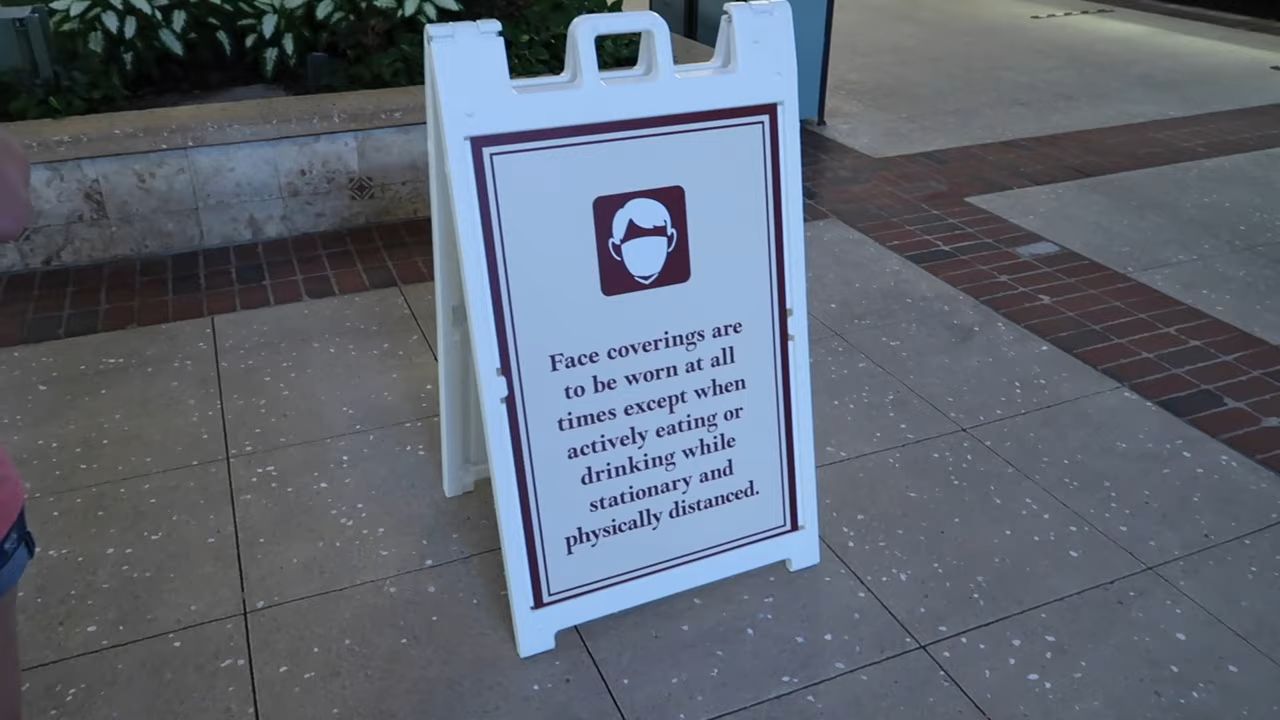 Face coverings are
to be worn at all
times except when
actively eating or
drinking while
stationary and
physically distanced.